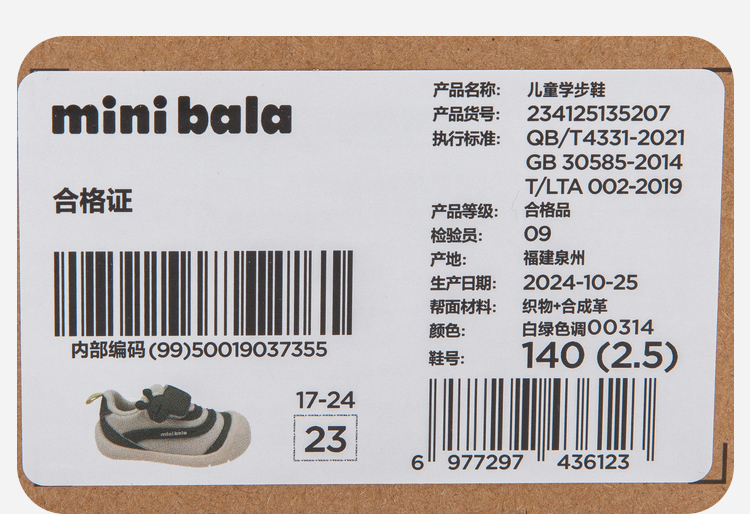 mini bala
合格证
内部编码(99)50019037355
mini bala
17-24
23
产品名称: 儿童学步鞋
产品货号: 234125135207
执行标准: QB/T4331-2021
GB 30585-2014
T/LTA 002-2019
产品等级: 合格品
检验员: 09
产地: 福建泉州
生产日期: 2024-10-25
帮面材料: 织物+合成革
颜色: 白绿色调00314
鞋号: 140 (2.5)
6 977297 436123